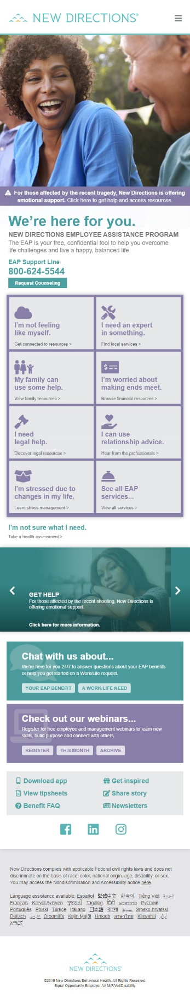 NEW DIRECTIONS®
For those affected by the recent tragedy, New Directions is offering
emotional support. Click here to get help and access resources.
We're here for you.
NEW DIRECTIONS EMPLOYEE ASSISTANCE PROGRAM
The EAP is your free, confidential tool to help you overcome
life challenges and live a happy, balanced life.
EAP Support Line
800-624-5544
Request Counseling
I'm not feeling
like myself.
Get connected to resources >
I need an expert
in something.
Find local services >
My family can
use some help.
View family resources >
I'm worried about
making ends meet.
Browse financial resources >
I need
legal help.
Discover legal resources >
I can use
relationship advice.
Hear from the professionals >
I'm stressed due to
changes in my life.
Learn stress management >
See all EAP
services...
View all services >
I'm not sure what I need.
Take a health assessment >
GET HELP
For those affected by the recent shooting, New Directions is
offering emotional support.
Click here for more information.
Chat with us about...
We're here for you 24/7 to answer questions about your EAP benefits
or help you get started on a Work/Life request.
YOUR EAP BENEFIT A WORK/LIFE NEED
Check out our webinars...
Register for free employee and management webinars to learn new
skills, build purpose and connect with others.
REGISTER THIS MONTH ARCHIVE
Download app
Get inspired
View tipsheets
Share story
Benefit FAQ
Newsletters
New Directions complies with applicable Federal civil rights laws and does not
discriminate on the basis of race, color, national origin, age, disability, or sex.
You may access the Nondiscrimination and Accessibility notice here.
Language assistance available: Español 繁體中文 한국어 Tiếng Việt العربية
Français Kreyòl Ayisyen ગુજરાતી Tagalog हिंदी ພາສາລາວ Русский
Português Polski Türkçe Italiano 日本語 বাংলা Srpsko-hrvatski
Deitsch فارسی Oroomiffa Kajin Majõl Hmoob ภาษาไทย Kiswahili اُردُو
አማርኛ
NEW DIRECTIONS®
©2019 New Directions Behavioral Health. All Rights Reserved.
Equal Opportunity Employer AA M/F/Vet/Disability